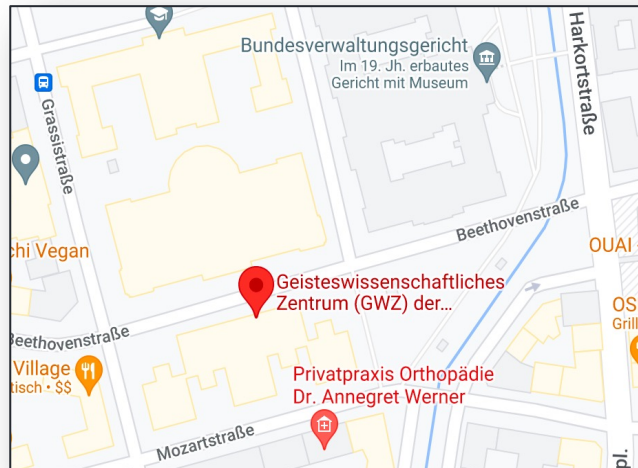 Bundesverwaltungsgericht
Im 19. Jh. erbautes
Gericht mit Museum
Harkortstraße
Grassistraße
chi Vegan
Beethovenstraße
OUAI
Geisteswissenschaftliches
Zentrum (GWZ) der...
OS
Grill
Beethovenstraße
Village
tisch • $$
Privatpraxis Orthopädie
Dr. Annegret Werner
Mozartstraße
pl.